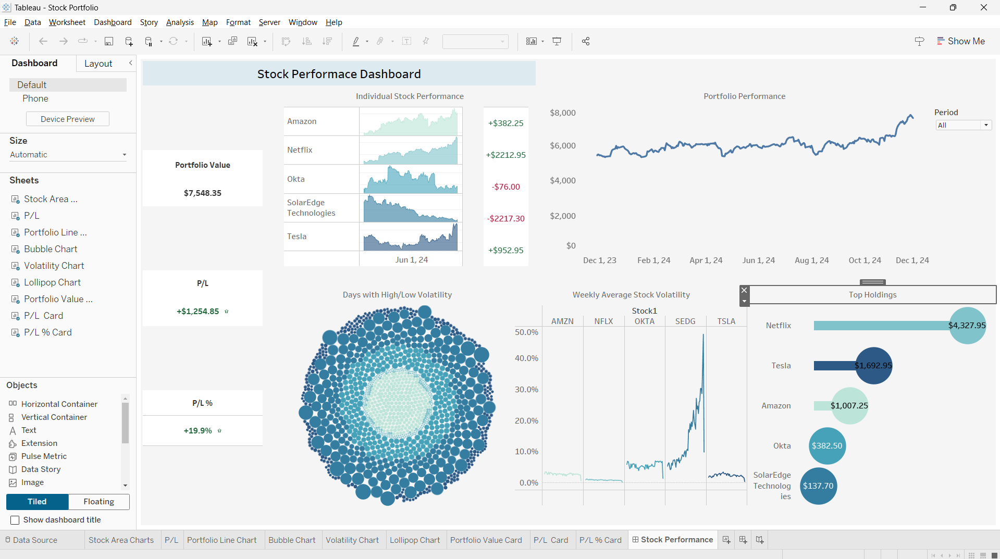 Tableau - Stock Portfolio
File Data Worksheet Dashboard Story Analysis Map Format Server Window Help
Show Me
Dashboard Layout
Default
Phone
Device Preview
Size
Automatic
Sheets
Stock Area ...
P/L
Portfolio Line ...
Bubble Chart
Volatility Chart
Lollipop Chart
Portfolio Value ...
P/L Card
P/L % Card
Objects
Horizontal Container
Vertical Container
Text
Extension
Pulse Metric
Data Story
Image
Tiled Floating
Show dashboard title
Stock Performace Dashboard
Portfolio Value
$7,548.35
P/L
+$1,254.85
P/L %
+19.9%
Individual Stock Performance
Amazon
+$382.25
Netflix
+$2212.95
Okta
-$76.00
SolarEdge
Technologies
-$2217.30
Tesla
+$952.95
Jun 1, 24
Portfolio Performance
$8,000
$6,000
$4,000
$2,000
$0
Dec 1, 23 Feb 1, 24 Apr 1, 24 Jun 1, 24 Aug 1, 24 Oct 1, 24 Dec 1, 24
Period
All
Days with High/Low Volatility
Weekly Average Stock Volatility
Stock1
AMZN NFLX OKTA SEDG TSLA
50.0%
40.0%
30.0%
20.0%
10.0%
0.0%
Top Holdings
Netflix $4,327.95
Tesla $1,692.95
Amazon $1,007.25
Okta $382.50
SolarEdge
Technolog
ies
$137.70
Data Source Stock Area Charts P/L Portfolio Line Chart Bubble Chart Volatility Chart Lollipop Chart Portfolio Value Card P/L Card P/L % Card Stock Performance